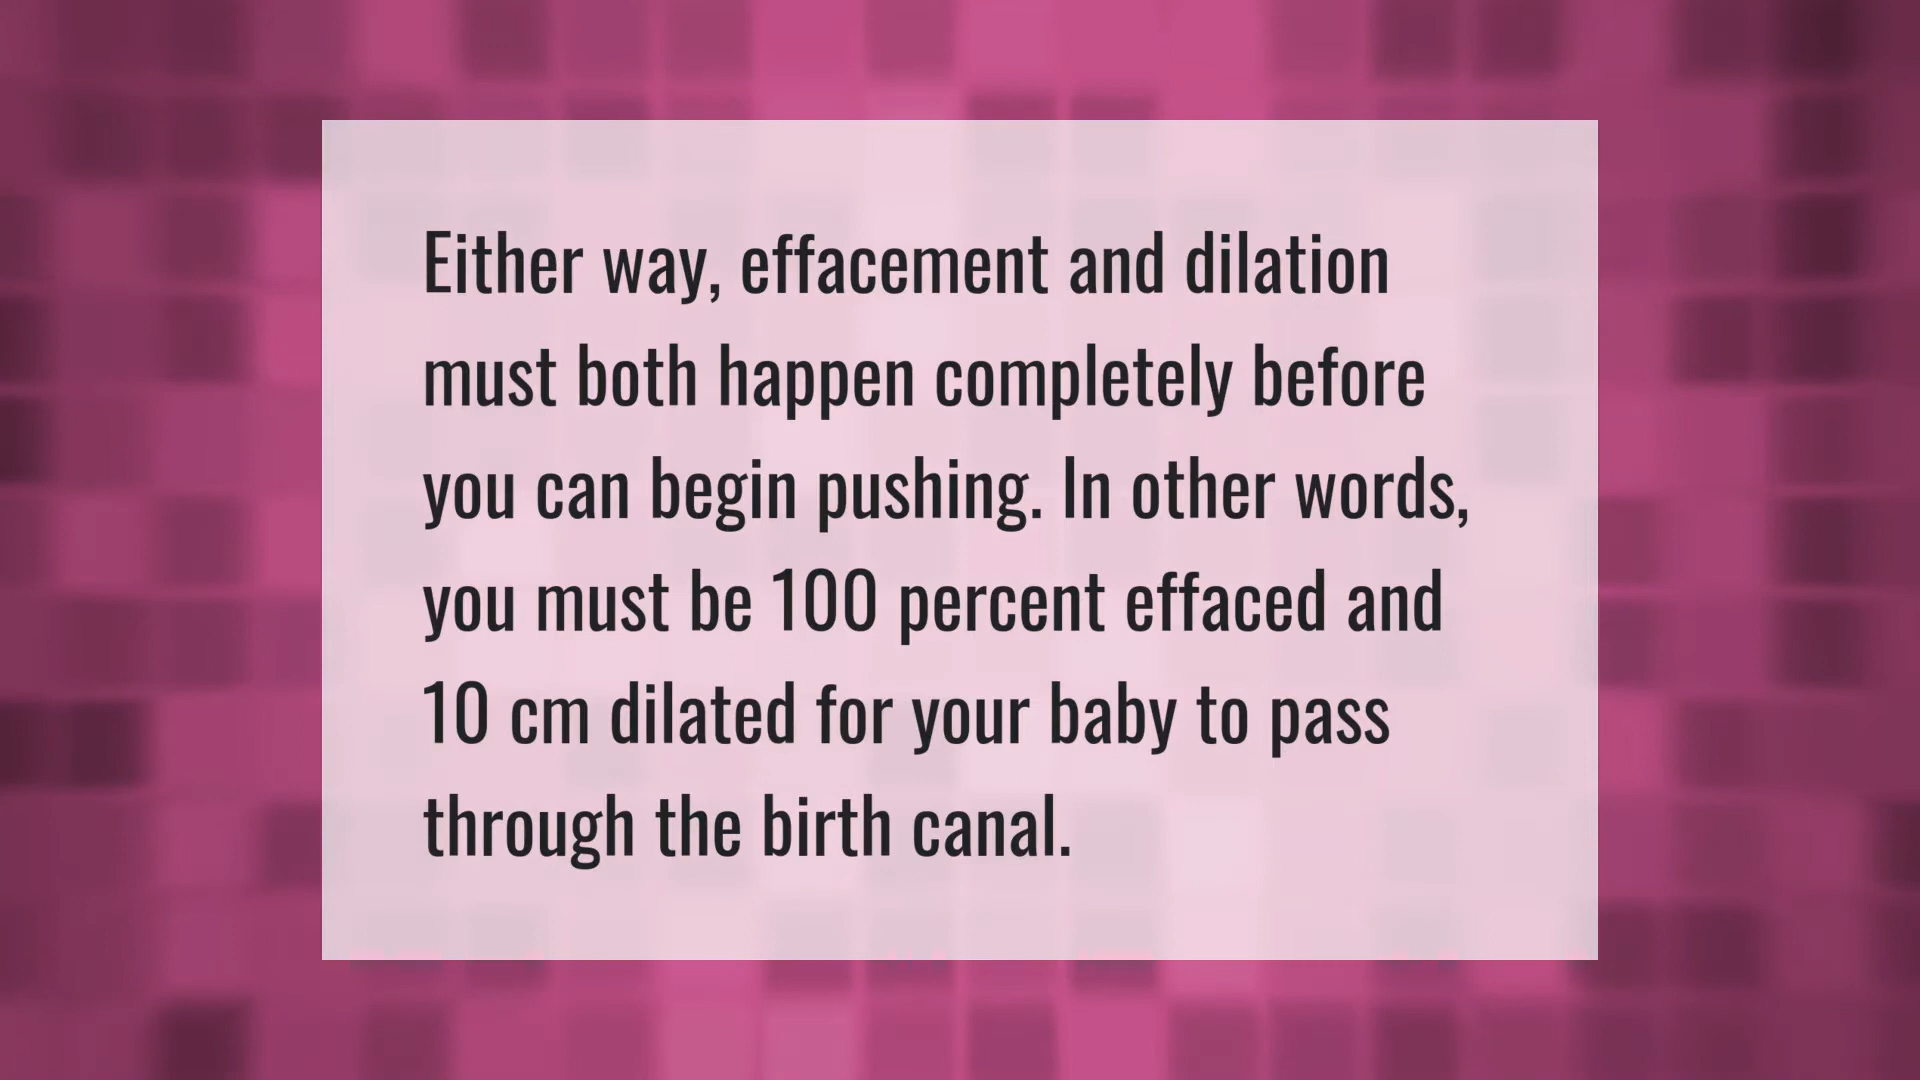 Either way, effacement and dilation
must both happen completely before
you can begin pushing. In other words,
you must be 100 percent effaced and
10 cm dilated for your baby to pass
through the birth canal.